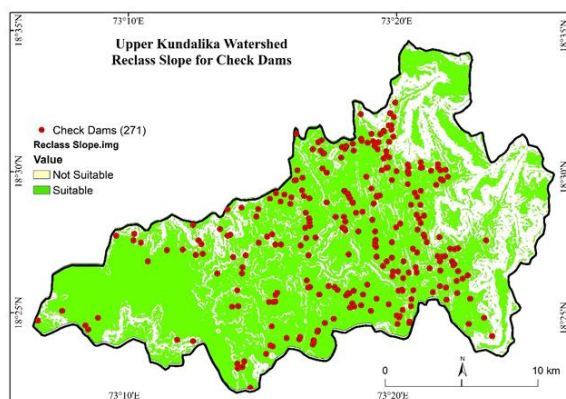 73°10'E
73°20'E
18°35'N
18°35'N
Upper Kundalika Watershed
Reclass Slope for Check Dams
Check Dams (271)
Reclass Slope.img
Value
Not Suitable
Suitable
18°30'N
18°30'N
18°25'N
18°25'N
N
0
10 km
73°10'E
73°20'E